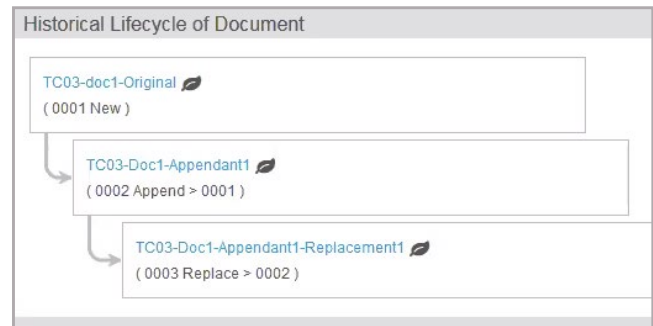 Historical Lifecycle of Document
TC03-doc1-Original
( 0001 New )
TC03-Doc1-Appendant1
( 0002 Append > 0001 )
TC03-Doc1-Appendant1-Replacement1
( 0003 Replace > 0002 )